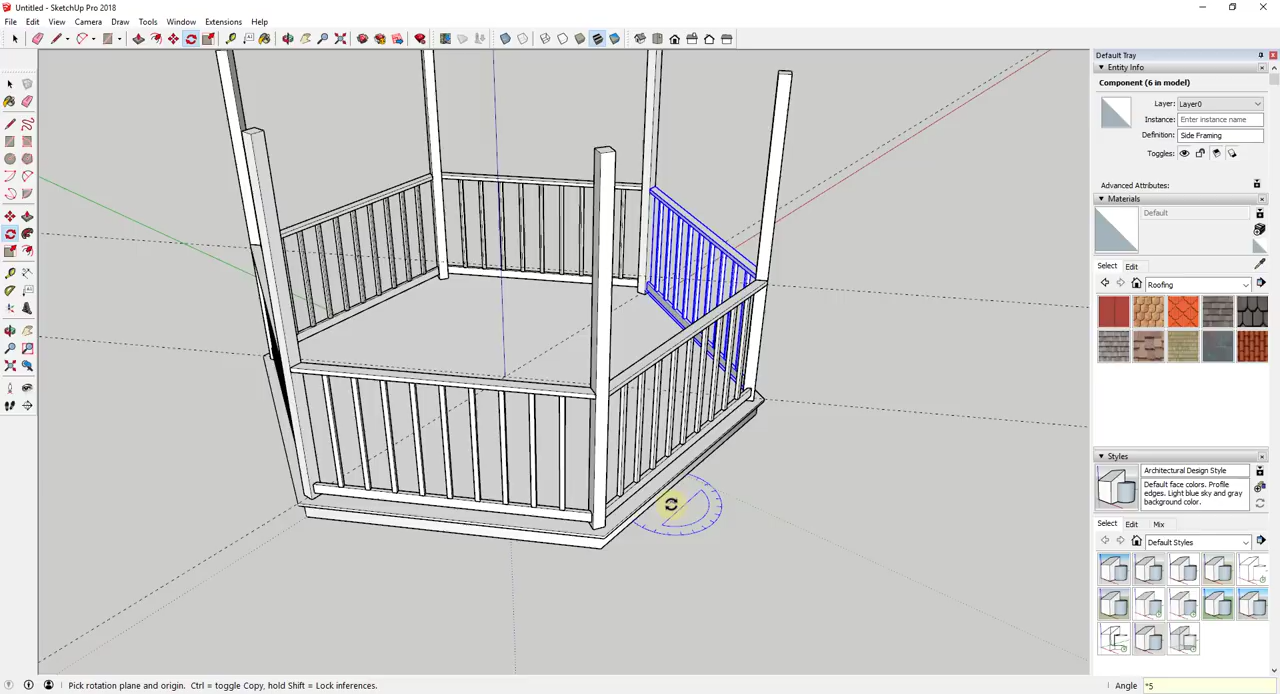 Untitled - SketchUp Pro 2018
File Edit View Camera Draw Tools Window Extensions Help
Default Tray
Entity Info
Component (6 in model)
Layer: Layer0
Instance: Enter instance name
Definition: Side Framing
Toggles:
Advanced Attributes:
Materials
Default
Select Edit
Roofing
Styles
Architectural Design Style
Default face colors. Profile
edges. Light blue sky and gray
background color.
Select Edit Mix
Default Styles
Pick rotation plane and origin. Ctrl = toggle Copy, hold Shift = Lock inferences.
Angle *5